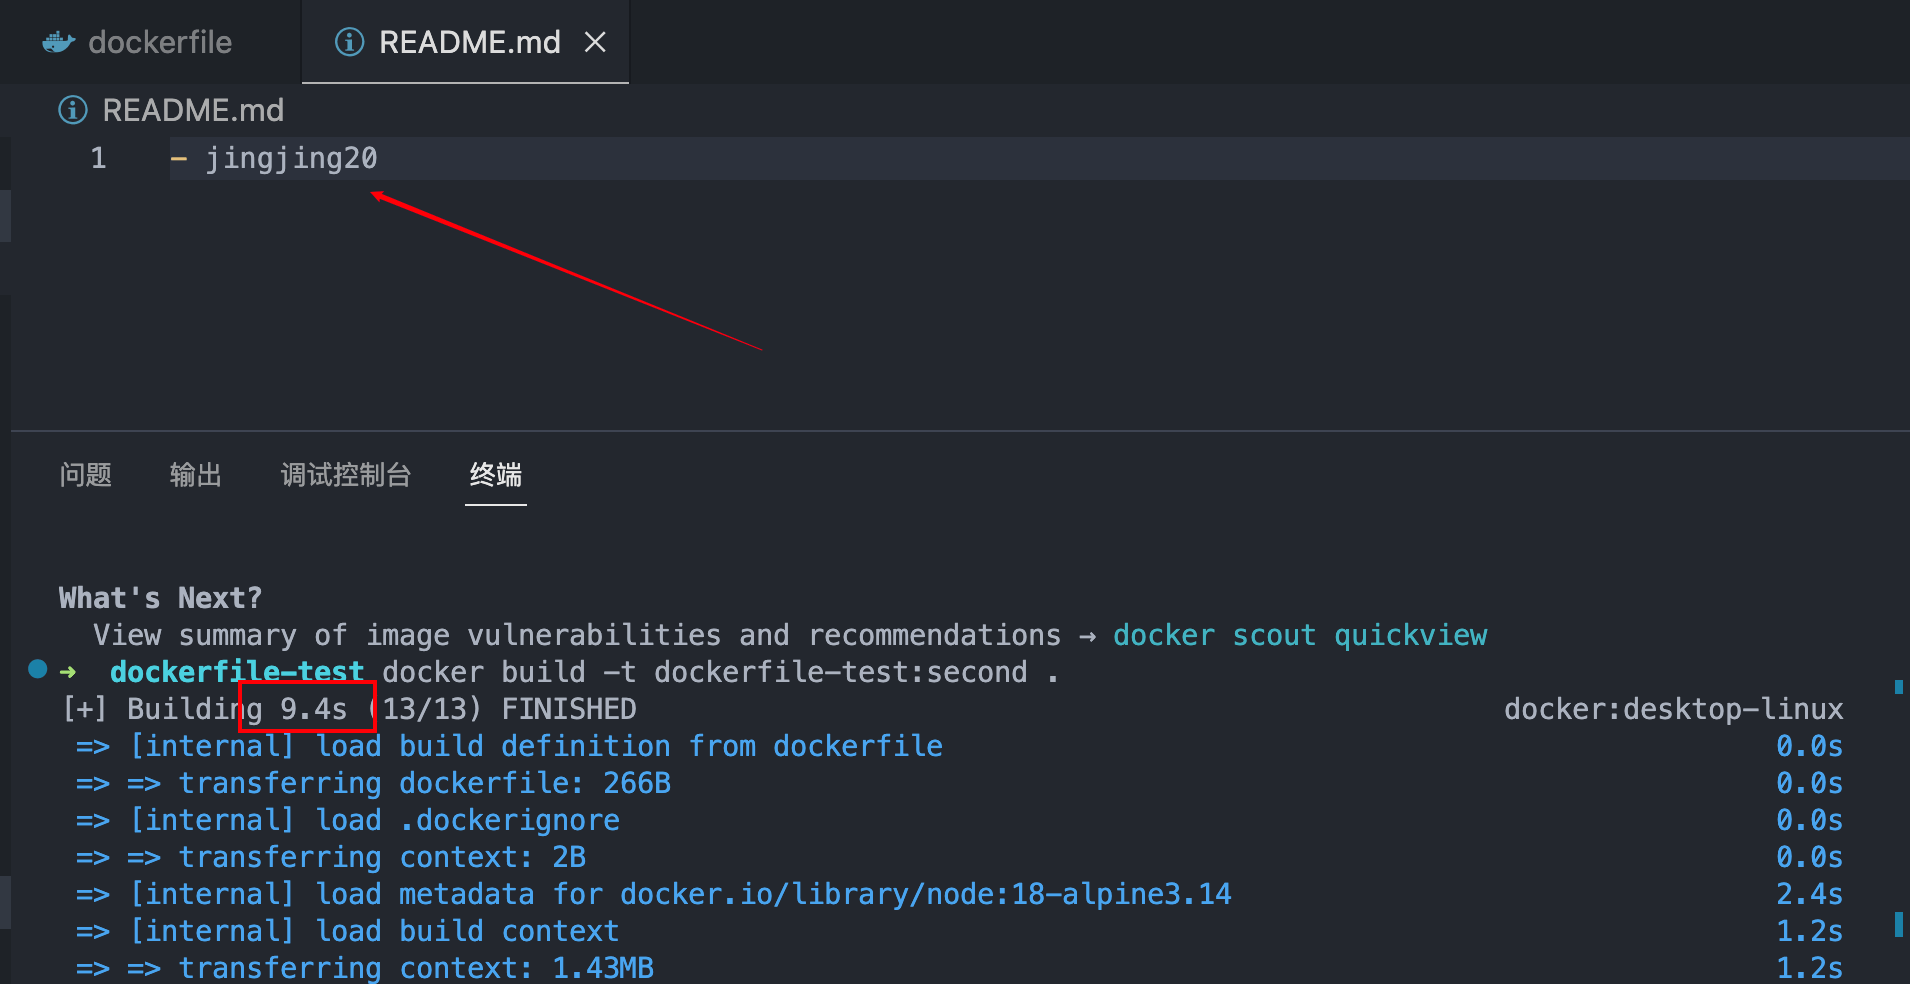 dockerfile
README.md
README.md
1 - jingjing20
问题 输出 调试控制台 终端
What's Next?
View summary of image vulnerabilities and recommendations → docker scout quickview
➜ dockerfile-test docker build -t dockerfile-test:second .
[+] Building 9.4s (13/13) FINISHED docker:desktop-linux
=> [internal] load build definition from dockerfile 0.0s
=> => transferring dockerfile: 266B 0.0s
=> [internal] load .dockerignore 0.0s
=> => transferring context: 2B 0.0s
=> [internal] load metadata for docker.io/library/node:18-alpine3.14 2.4s
=> [internal] load build context 1.2s
=> => transferring context: 1.43MB 1.2s